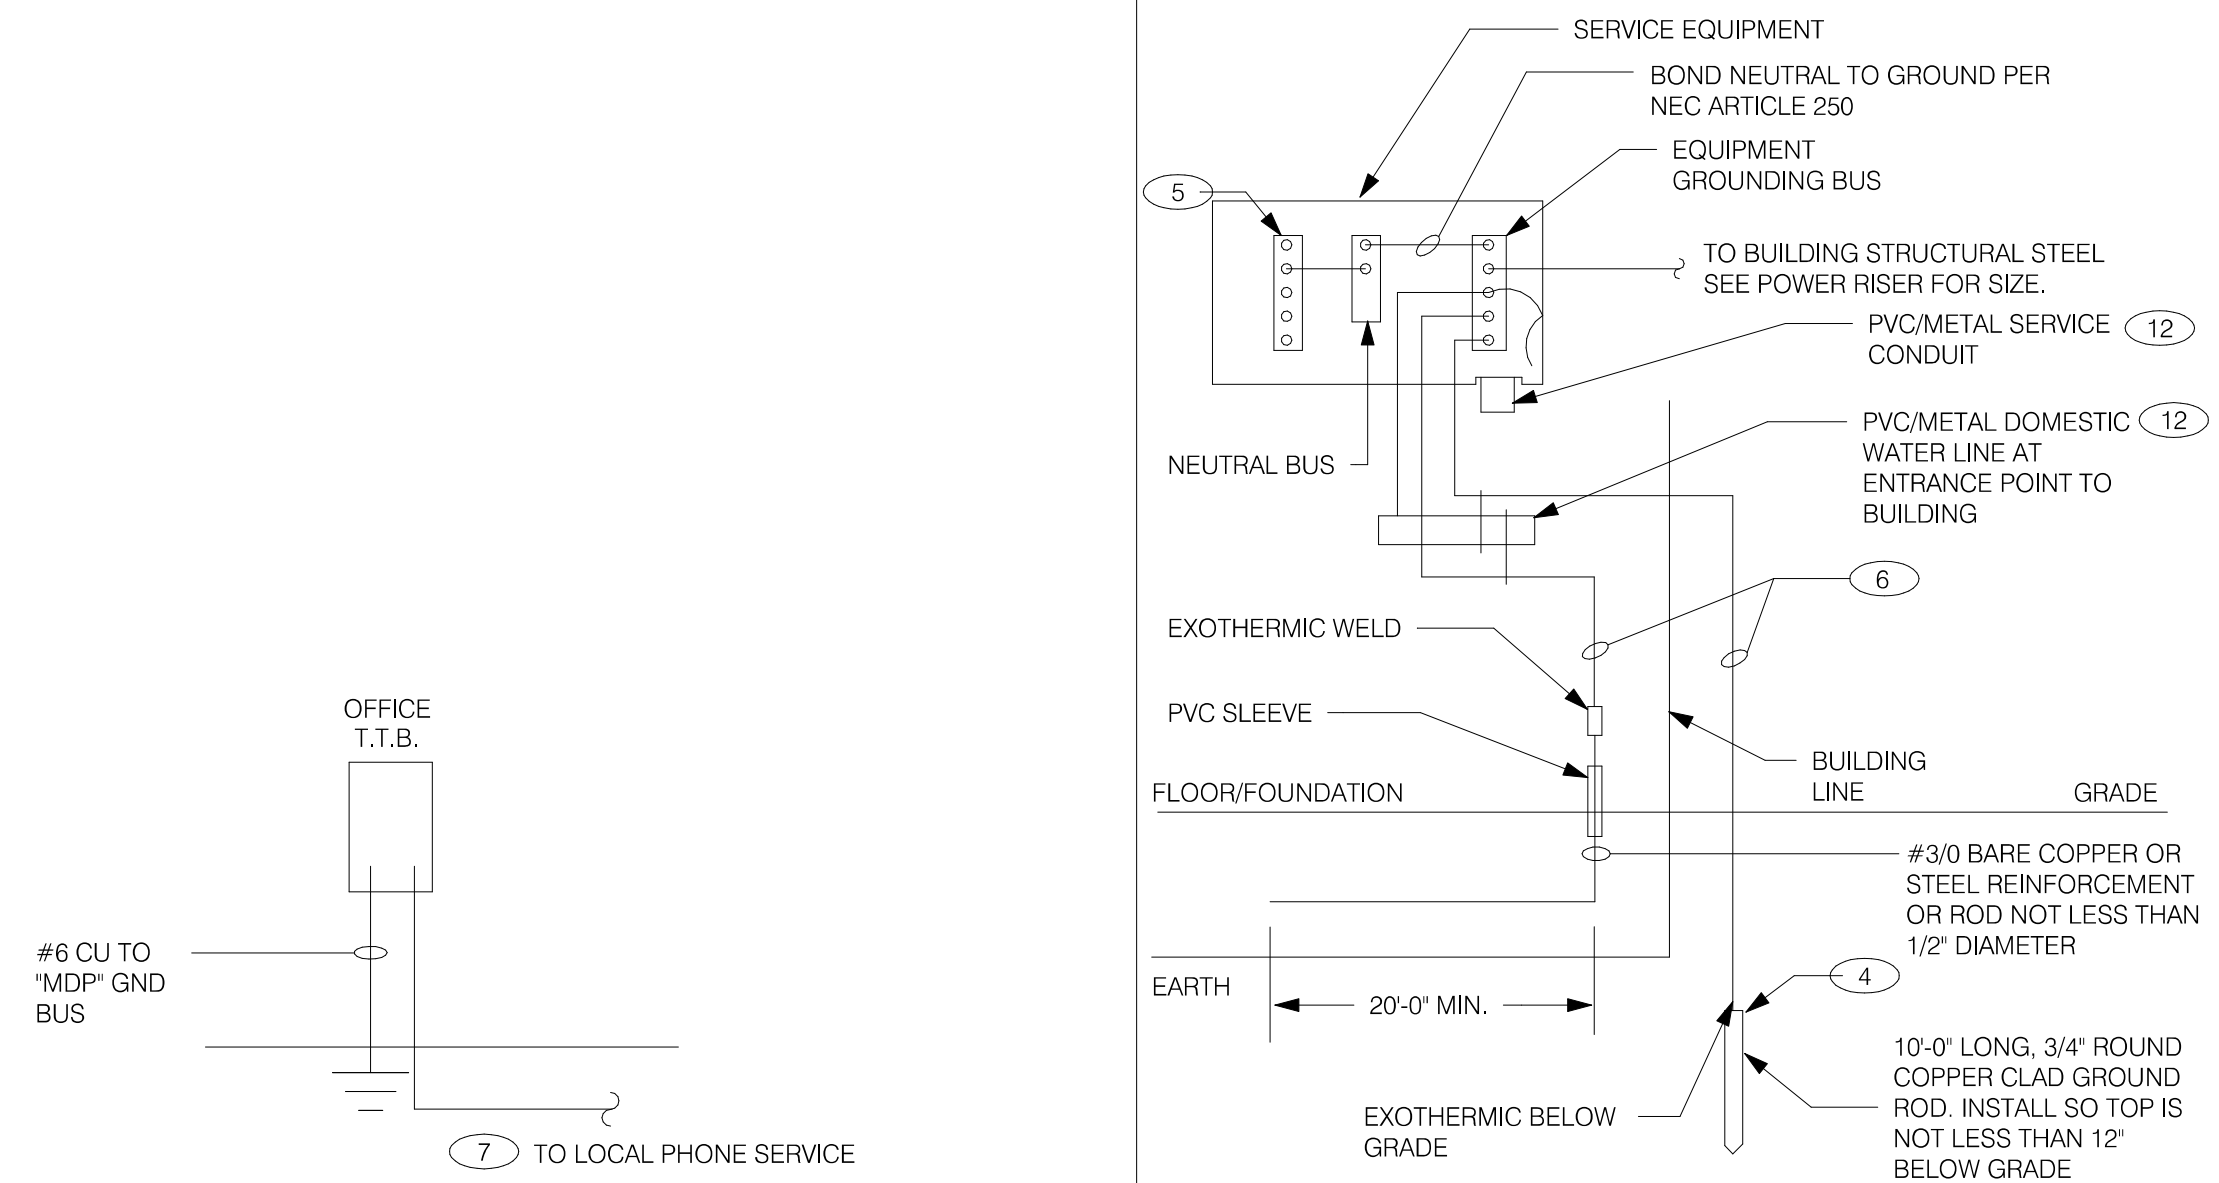 OFFICE
T.T.B.
#6 CU TO
"MDP" GND
BUS
7 TO LOCAL PHONE SERVICE
SERVICE EQUIPMENT
BOND NEUTRAL TO GROUND PER
NEC ARTICLE 250
EQUIPMENT
GROUNDING BUS
5
TO BUILDING STRUCTURAL STEEL
SEE POWER RISER FOR SIZE.
PVC/METAL SERVICE 12
CONDUIT
PVC/METAL DOMESTIC 12
WATER LINE AT
ENTRANCE POINT TO
BUILDING
NEUTRAL BUS
6
EXOTHERMIC WELD
PVC SLEEVE
BUILDING
LINE
FLOOR/FOUNDATION
GRADE
#3/0 BARE COPPER OR
STEEL REINFORCEMENT
OR ROD NOT LESS THAN
1/2" DIAMETER
EARTH
20'-0" MIN.
4
10'-0" LONG, 3/4" ROUND
COPPER CLAD GROUND
ROD. INSTALL SO TOP IS
NOT LESS THAN 12"
BELOW GRADE
EXOTHERMIC BELOW
GRADE